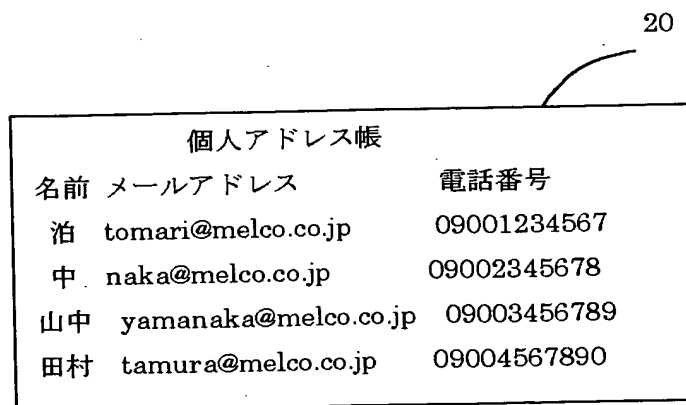 20
個人アドレス帳
名前 メールアドレス 電話番号
泊 tomari@melco.co.jp 09001234567
中 naka@melco.co.jp 09002345678
山中 yamanaka@melco.co.jp 09003456789
田村 tamura@melco.co.jp 09004567890